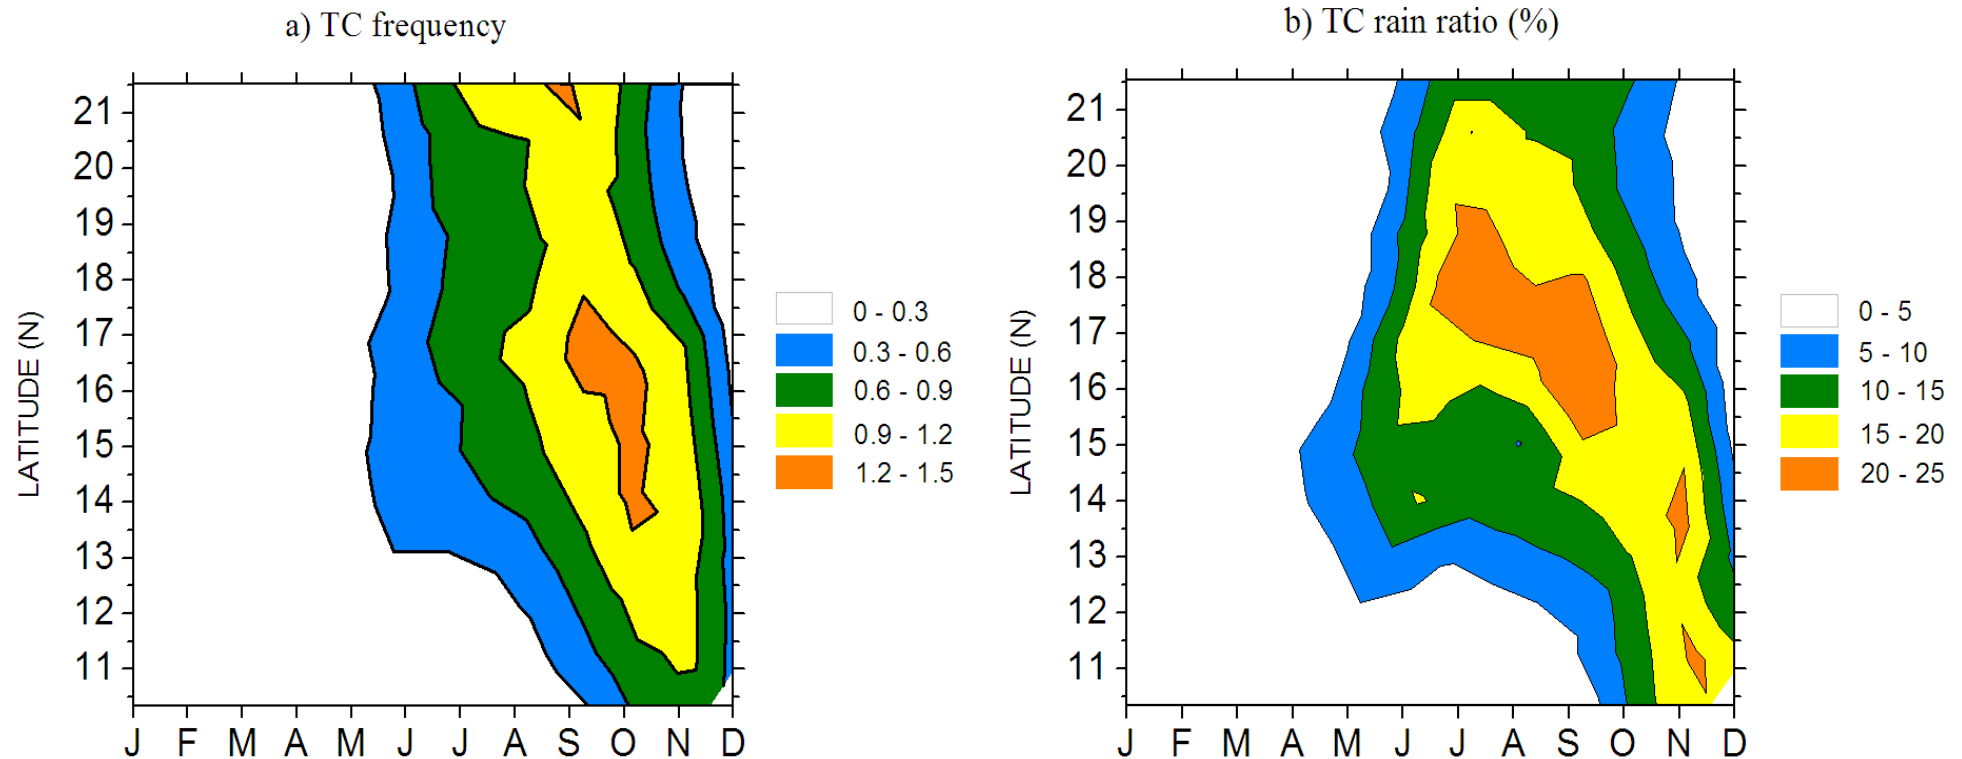 a) TC frequency
21
20
19
18
17
16
15
14
13
12
11
LATITUDE (N)
J F M A M J J A S O N D
0 - 0.3
0.3 - 0.6
0.6 - 0.9
0.9 - 1.2
1.2 - 1.5
b) TC rain ratio (%)
21
20
19
18
17
16
15
14
13
12
11
LATITUDE (N)
J F M A M J J A S O N D
0 - 5
5 - 10
10 - 15
15 - 20
20 - 25